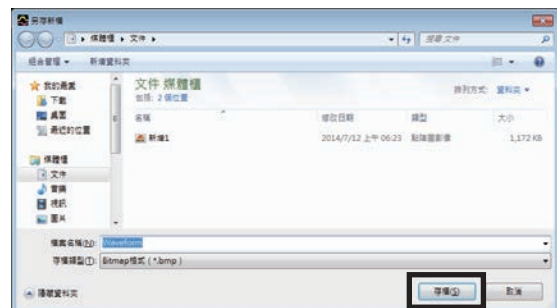 另存新檔
媒體櫃 ▸ 文件 ▸
搜尋 文件
組合管理 ▾ 新增資料夾
我的最愛
下載
桌面
最近的位置
媒體櫃
文件
音樂
視訊
圖片
文件 媒體櫃
包括: 2 個位置
排列方式: 資料夾 ▾
名稱 修改日期 類型 大小
新增1 2014/7/12 上午 06:23 點陣圖影像 1,172 KB
檔案名稱(N): Waveform
存檔類型(T): Bitmap格式 (*.bmp)
隱藏資料夾
存檔(S) 取消